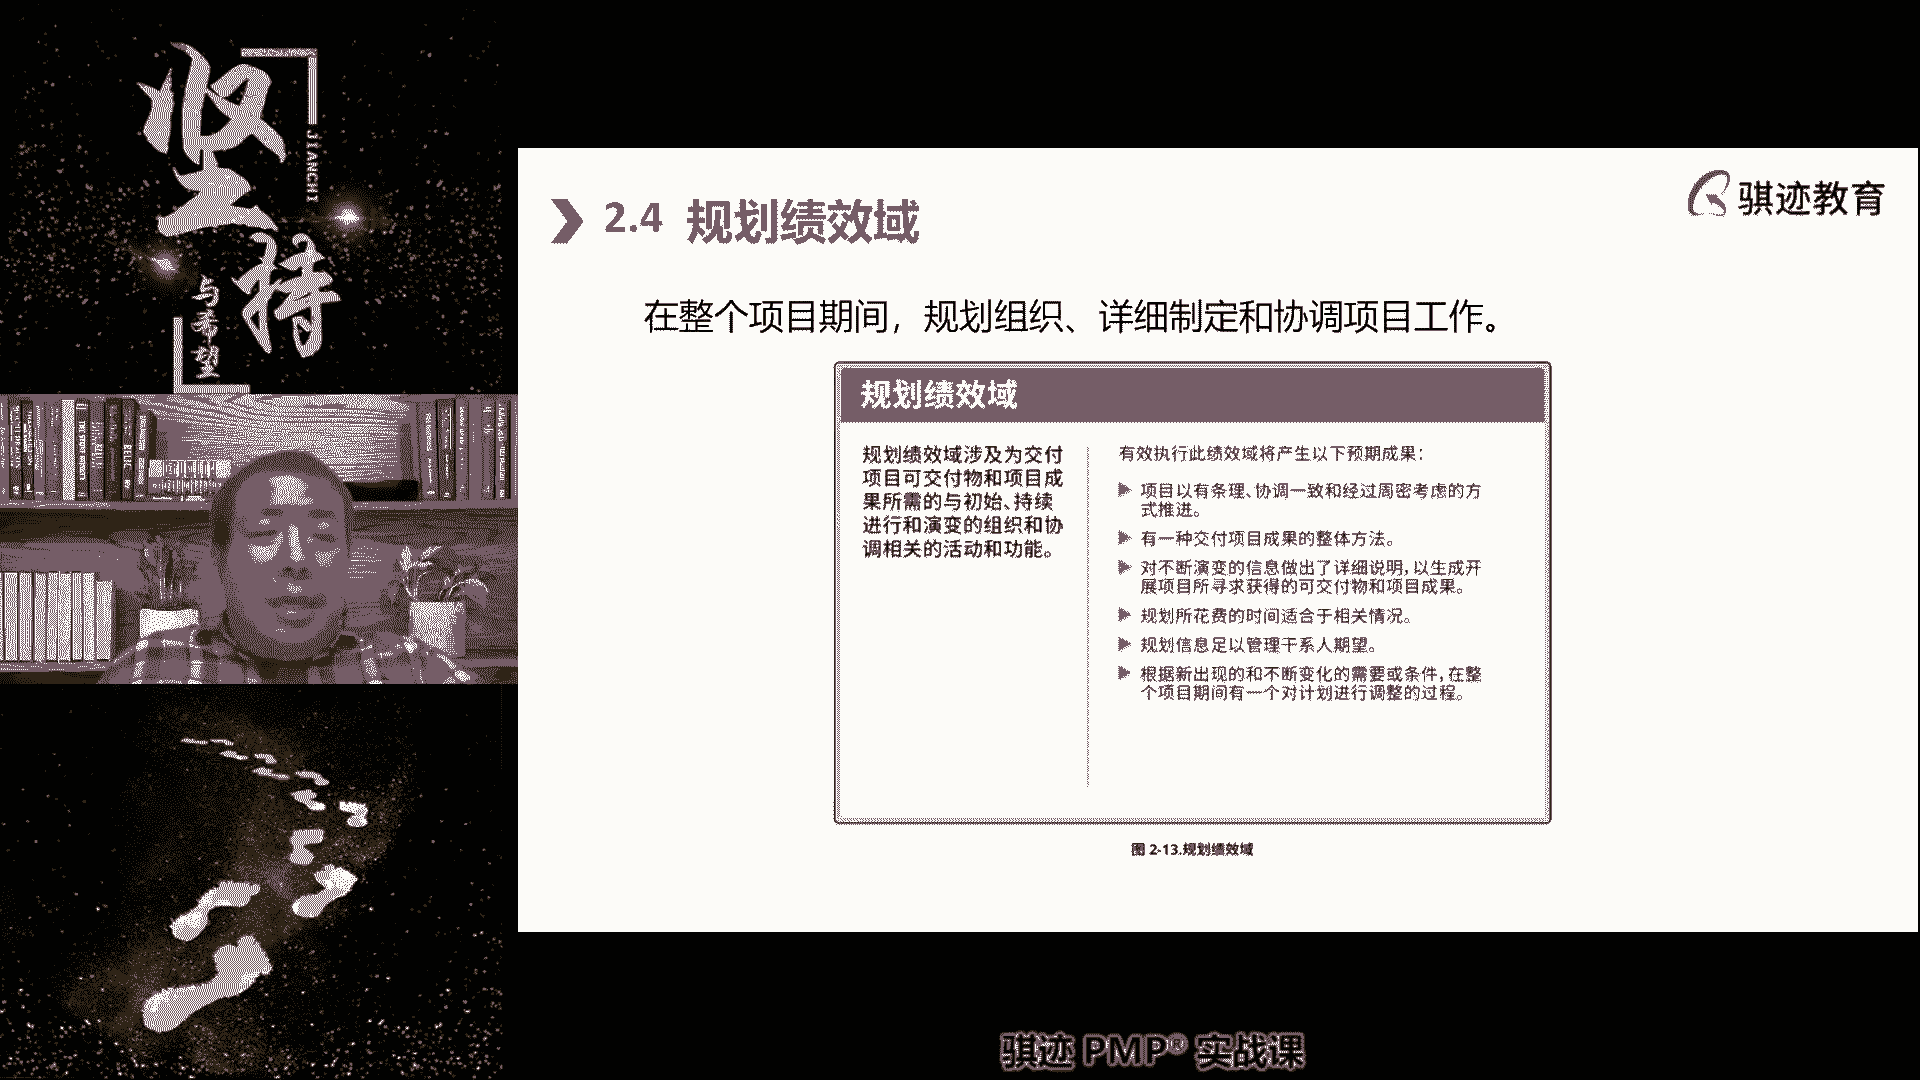 坚持
JIANCHI
与希望
骐迹教育
2.4 规划绩效域
在整个项目期间，规划组织、详细制定和协调项目工作。
规划绩效域
规划绩效域涉及为交付
项目可交付物和项目成
果所需的与初始、持续
进行和演变的组织和协
调相关的活动和功能。
有效执行此绩效域将产生以下预期成果：
项目以有条理、协调一致和经过周密考虑的方
式推进。
有一种交付项目成果的整体方法。
对不断演变的信息做出了详细说明，以生成开
展项目所寻求获得的可交付物和项目成果。
规划所花费的时间适合于相关情况。
规划信息足以管理干系人期望。
根据新出现的和不断变化的需要或条件，在整
个项目期间有一个对计划进行调整的过程。
图 2-13.规划绩效域
骐迹 PMP® 实战课